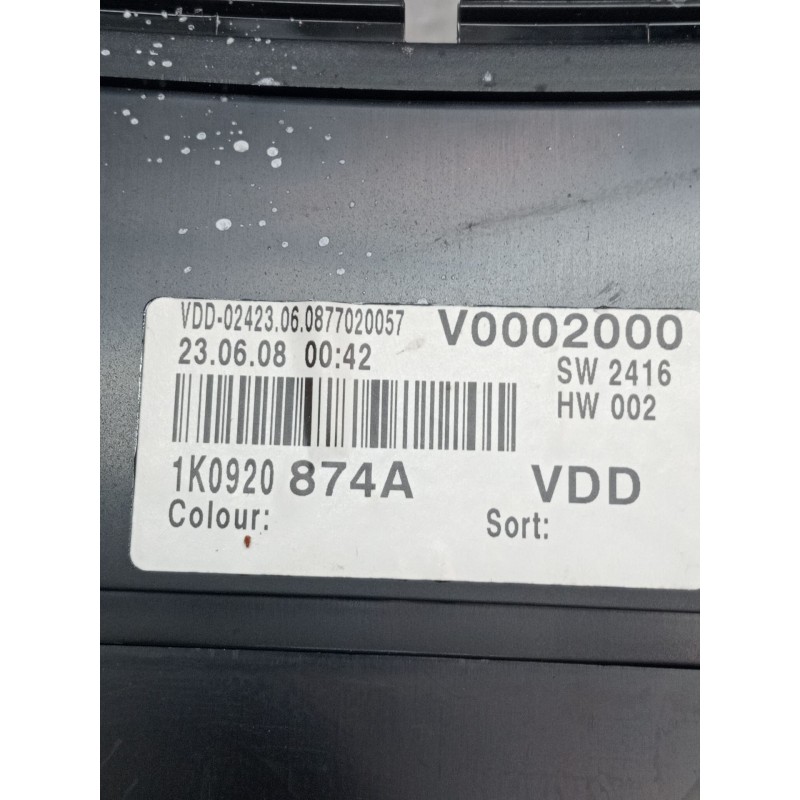 VDD-02423.06.0877020057 V0002000
23.06.08 00:42 SW 2416
HW 002
1K0920 874A VDD
Colour: Sort: